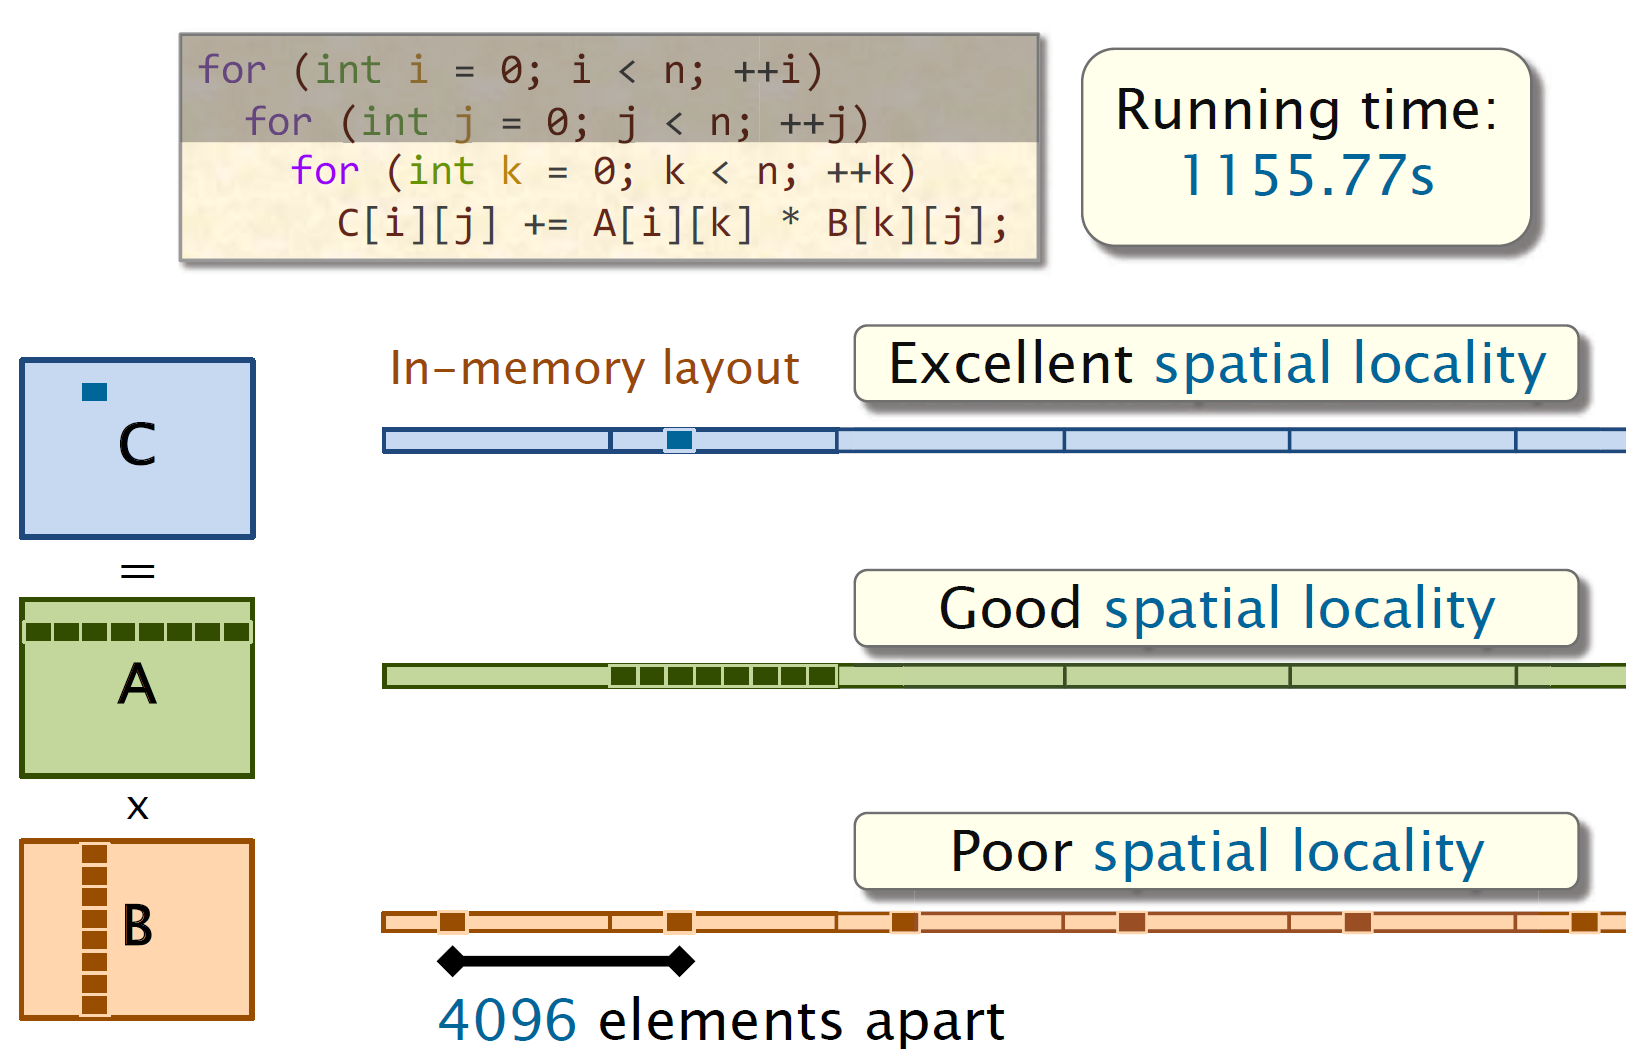 for (int i = 0; i < n; ++i)
  for (int j = 0; j < n; ++j)
    for (int k = 0; k < n; ++k)
      C[i][j] += A[i][k] * B[k][j];
Running time:
1155.77s
In-memory layout
Excellent spatial locality
C
=
Good spatial locality
A
x
Poor spatial locality
B
4096 elements apart